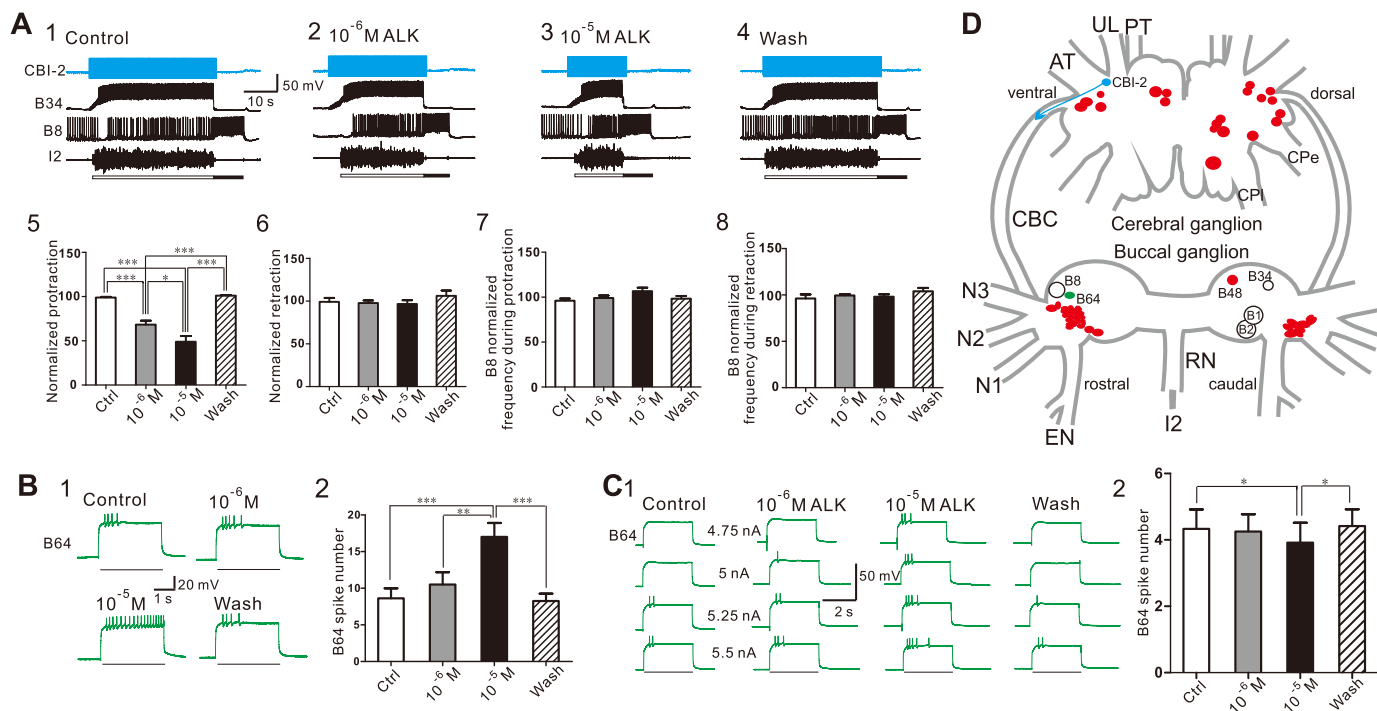 A
1 Control
2 10⁻⁶M ALK
3 10⁻⁵M ALK
4 Wash
CBI-2
B34
B8
I2
50 mV
10 s
5
Normalized protraction
150
100
50
0
*** *** *** * ***
Ctrl 10⁻⁶ M 10⁻⁵ M Wash
6
Normalized retraction
150
100
50
0
Ctrl 10⁻⁶ M 10⁻⁵ M Wash
7
B8 normalized
frequency during protraction
150
100
50
0
Ctrl 10⁻⁶ M 10⁻⁵ M Wash
8
B8 normalized
frequency during retraction
150
100
50
0
Ctrl 10⁻⁶ M 10⁻⁵ M Wash
B
1
Control
10⁻⁶M
B64
20 mV
1 s
10⁻⁵M
Wash
2
B64 spike number
20
15
10
5
0
*** ** ***
Ctrl 10⁻⁶ M 10⁻⁵ M Wash
C1
Control
10⁻⁶M ALK
10⁻⁵M ALK
Wash
B64
4.75 nA
5 nA
5.25 nA
5.5 nA
50 mV
2 s
2
B64 spike number
6
4
2
0
* *
Ctrl 10⁻⁶ M 10⁻⁵ M Wash
D
UL PT
AT
CBI-2
ventral
dorsal
CPe
CPl
CBC
Cerebral ganglion
Buccal ganglion
N3
B8
B64
B48
B34
B1
B2
N2
N1
RN
rostral
caudal
EN
I2